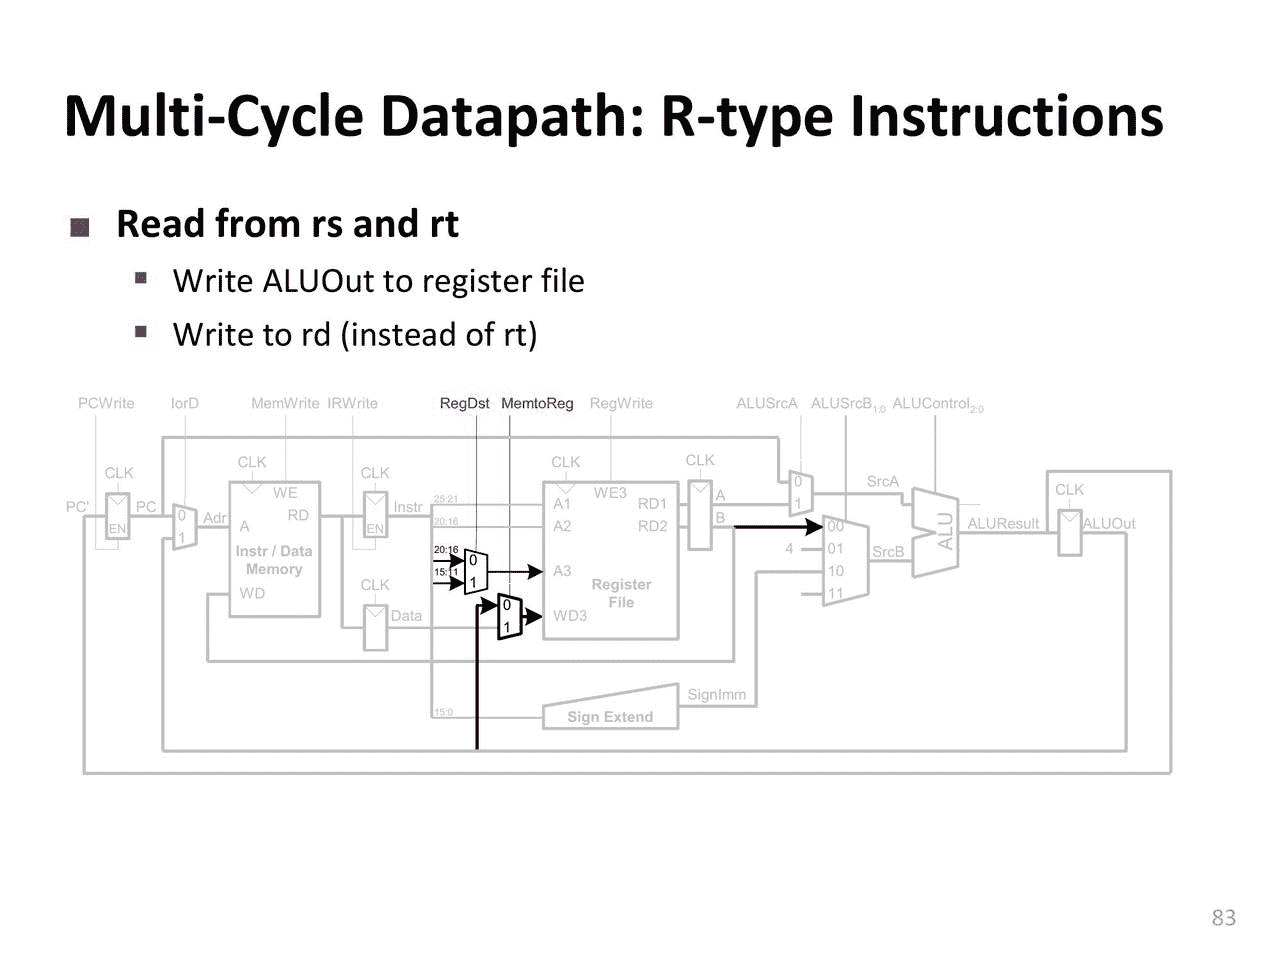 Multi-Cycle Datapath: R-type Instructions
Read from rs and rt
Write ALUOut to register file
Write to rd (instead of rt)
PCWrite IorD MemWrite IRWrite RegDst MemtoReg RegWrite ALUSrcA ALUSrcB1:0 ALUControl2:0
CLK CLK CLK CLK CLK CLK
PC' PC EN 0 1 Adr A WE RD EN Instr 25:21 A1 WE3 RD1 A 0 1 SrcA
20:16 A2 RD2 B 00 ALU ALUResult ALUOut
Instr / Data Memory
20:16 0 4 01 SrcB
15:11 1 A3 Register File 10
WD CLK Data 0 1 WD3 11
SignImm
15:0 Sign Extend
83